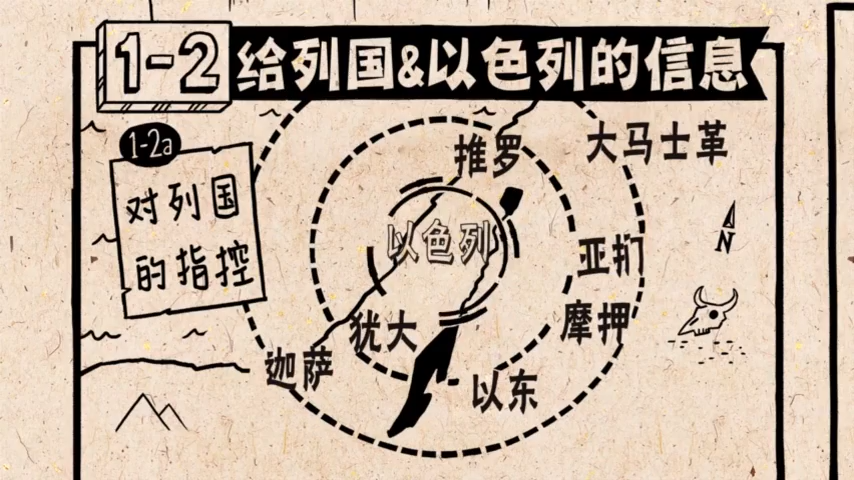 1-2 给列国&以色列的信息
1-2a
对列国
的指控
推罗
大马士革
以色列
亚扪
N
摩押
犹大
迦萨
以东